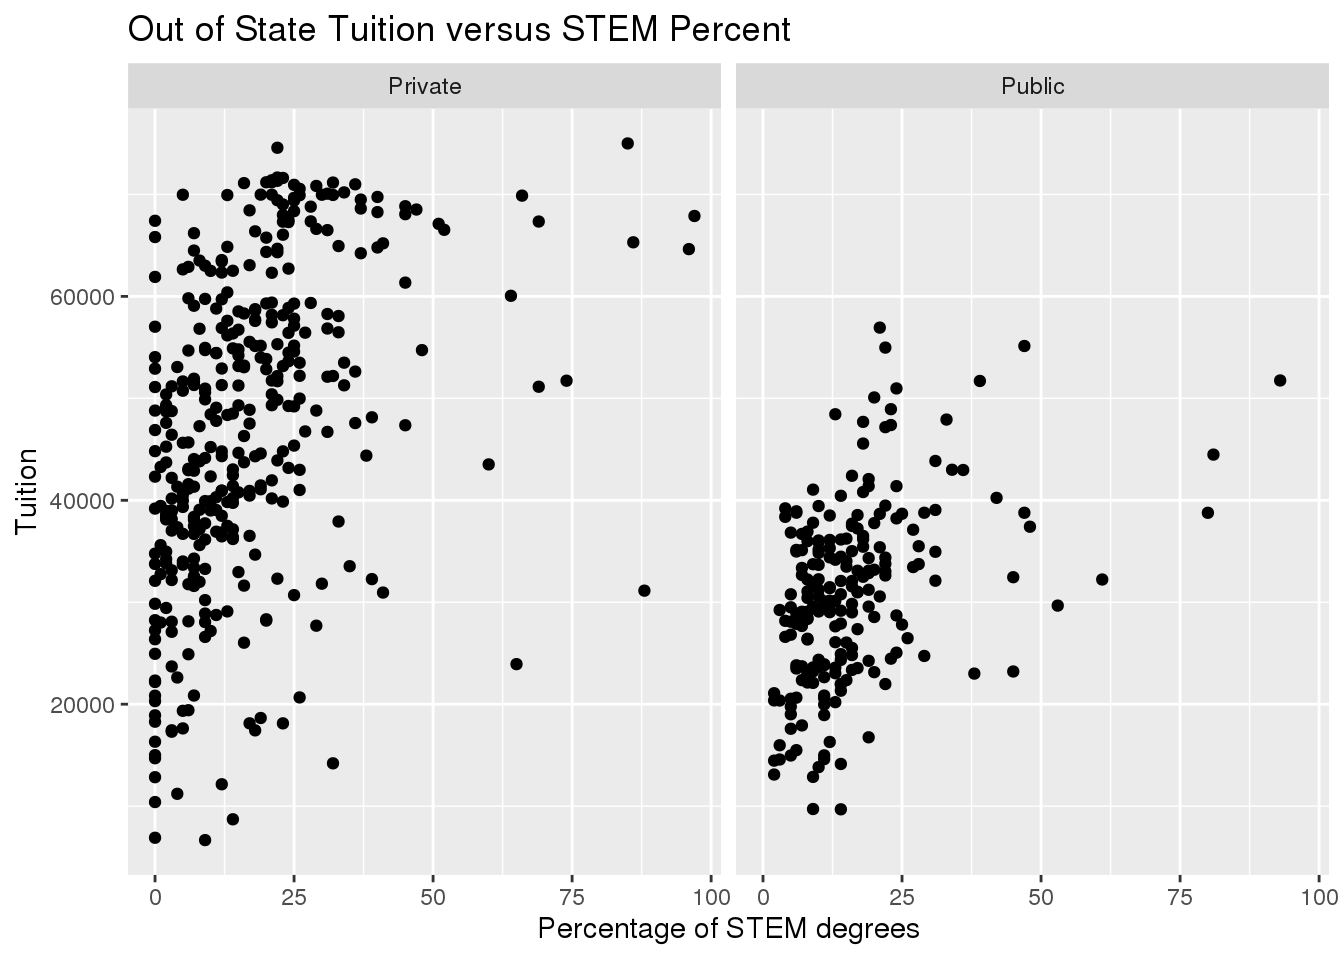 Out of State Tuition versus STEM Percent
Private
Public
60000
40000
20000
Tuition
0 25 50 75 100
0 25 50 75 100
Percentage of STEM degrees